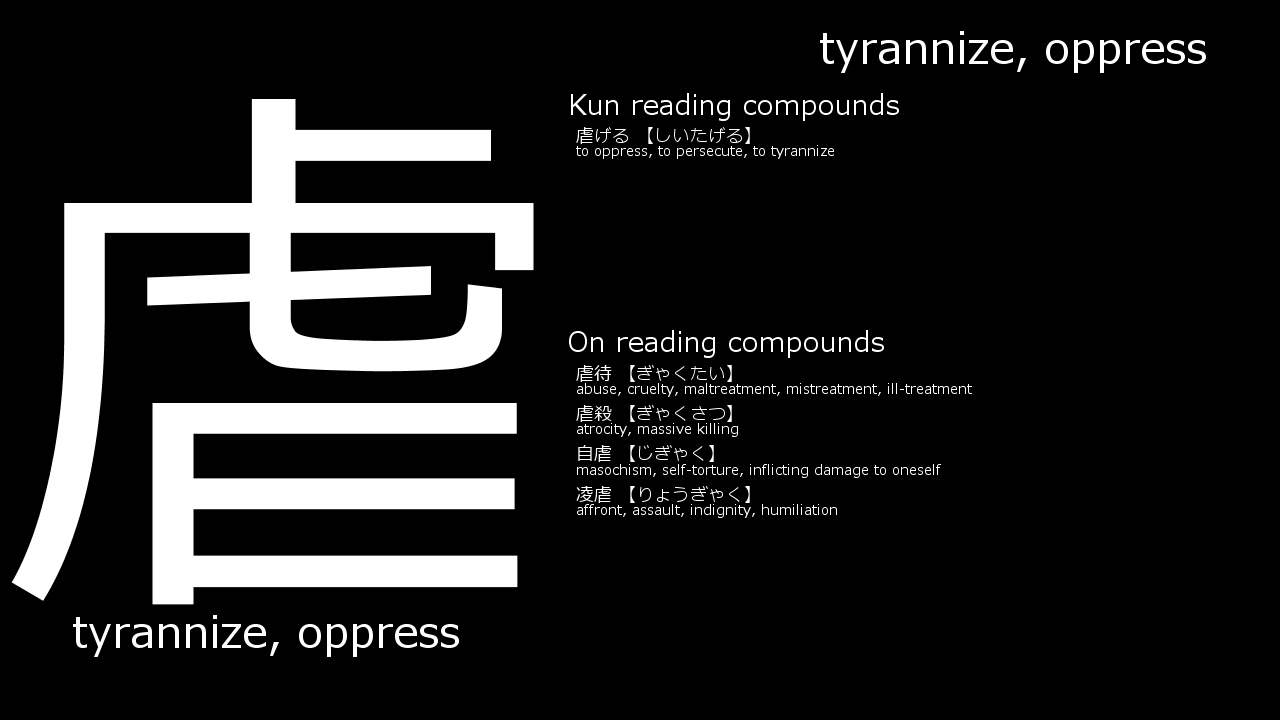 tyrannize, oppress
虐
tyrannize, oppress
Kun reading compounds
虐げる 【しいたげる】
to oppress, to persecute, to tyrannize
On reading compounds
虐待 【ぎゃくたい】
abuse, cruelty, maltreatment, mistreatment, ill-treatment
虐殺 【ぎゃくさつ】
atrocity, massive killing
自虐 【じぎゃく】
masochism, self-torture, inflicting damage to oneself
凌虐 【りょうぎゃく】
affront, assault, indignity, humiliation